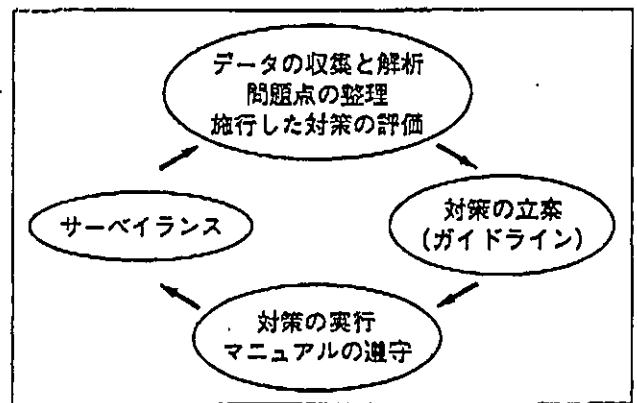 データの収集と解析
問題点の整理
施行した対策の評価
サーベイランス
対策の立案
(ガイドライン)
対策の実行
マニュアルの遵守